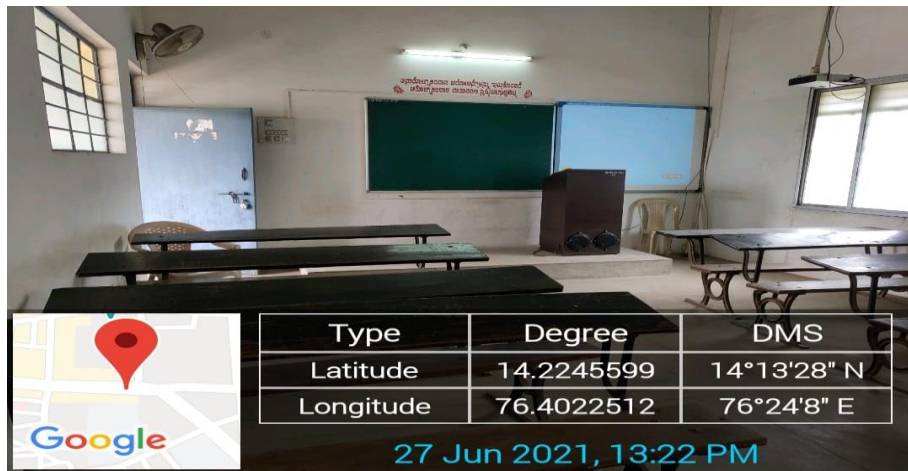 Type Degree DMS
Latitude 14.2245599 14°13'28" N
Longitude 76.4022512 76°24'8" E
Google
27 Jun 2021, 13:22 PM